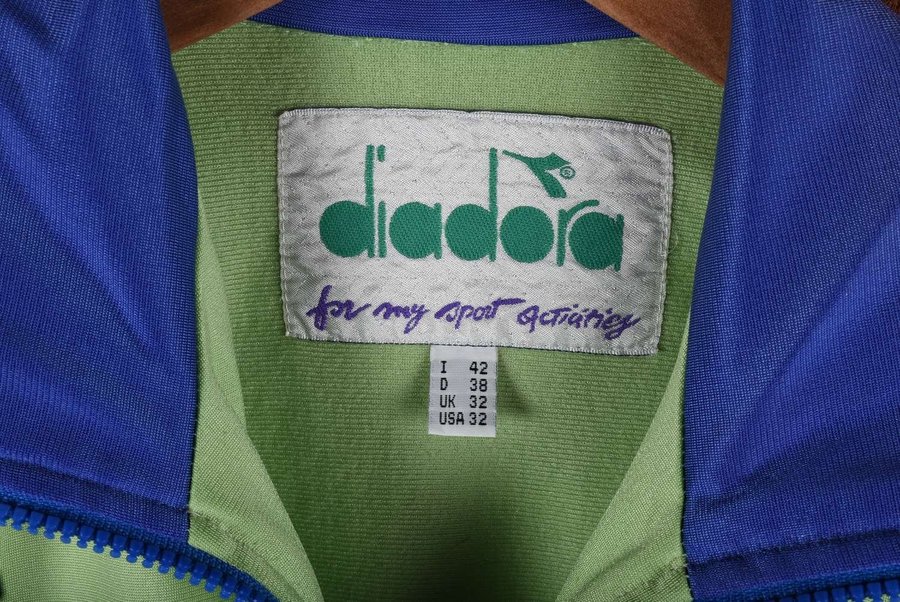 diadora®
for my sport activities
I 42
D 38
UK 32
USA 32